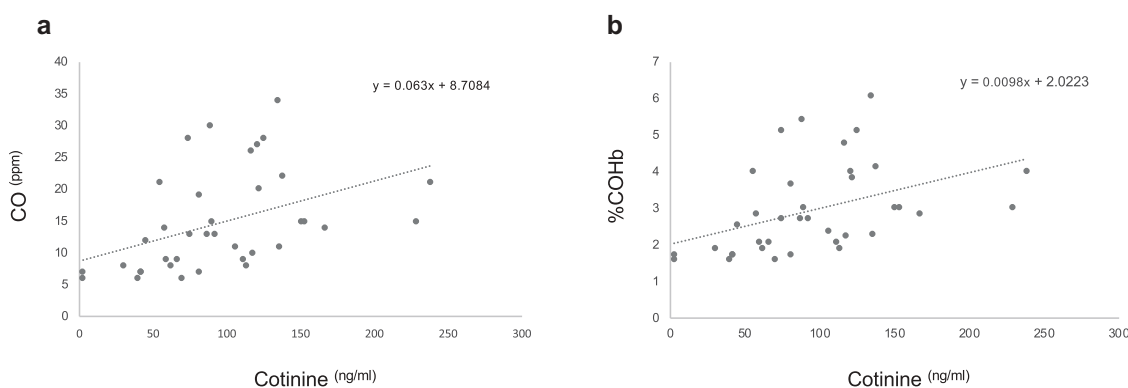 a
40
35
30
25
20
15
10
5
0
CO (ppm)
y = 0.063x + 8.7084
0 50 100 150 200 250 300
Cotinine (ng/ml)
b
7
6
5
4
3
2
1
0
%COHb
y = 0.0098x + 2.0223
0 50 100 150 200 250 300
Cotinine (ng/ml)